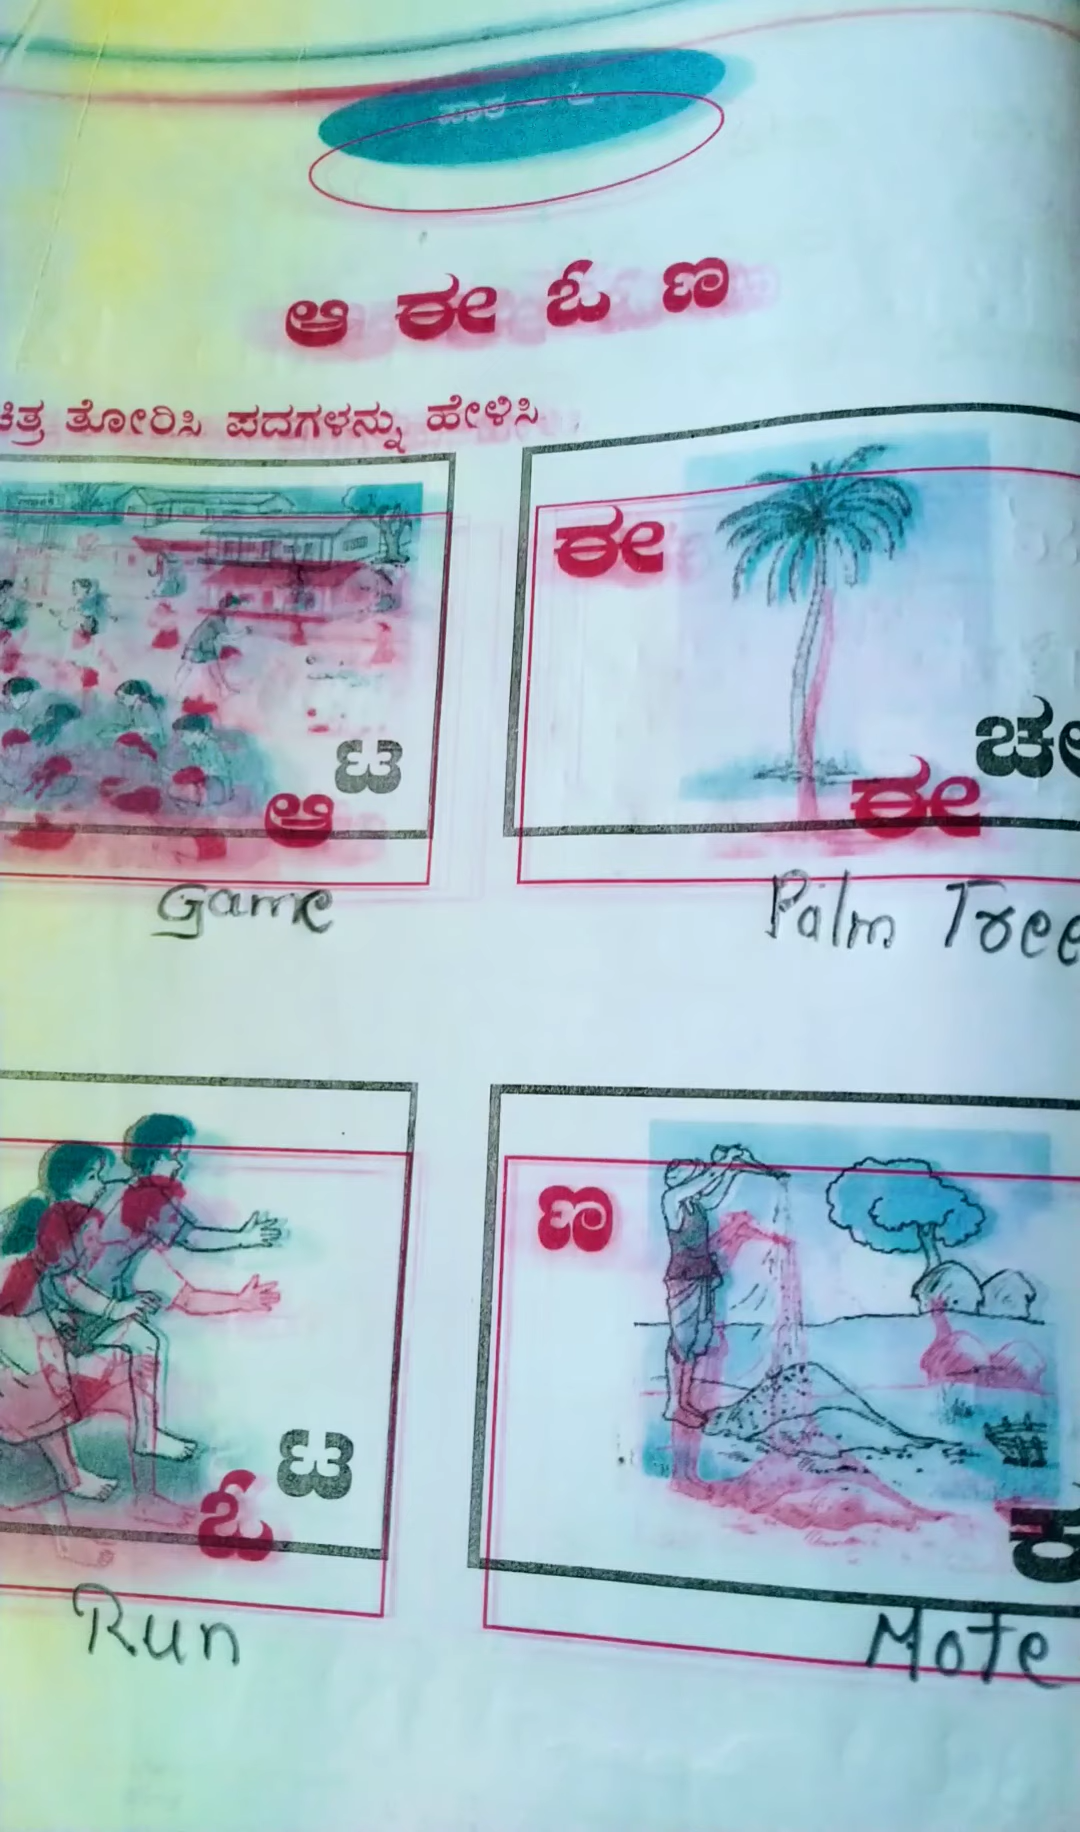 ಆ ಈ ಓ ಣ
ಚಿತ್ರ ತೋರಿಸಿ ಪದಗಳನ್ನು ಹೇಳಿಸಿ
ಆಟ
ಈ
ಈಚಲ
Game
Palm Tree
ಓಟ
ಣ
ಕ
Run
Mote